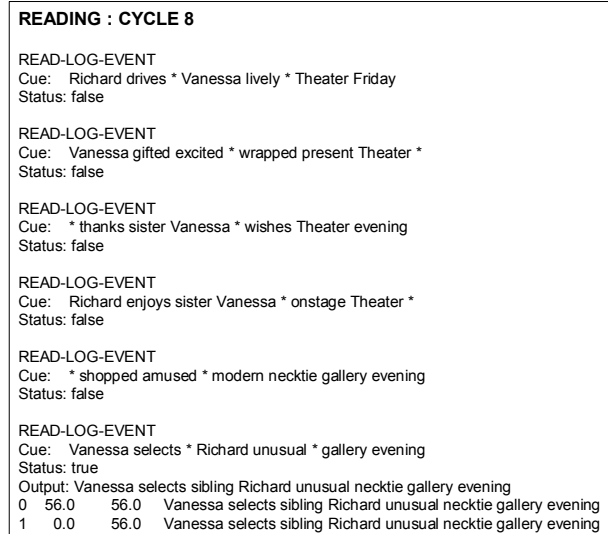 READING : CYCLE 8
READ-LOG-EVENT
Cue: Richard drives * Vanessa lively * Theater Friday
Status: false
READ-LOG-EVENT
Cue: Vanessa gifted excited * wrapped present Theater *
Status: false
READ-LOG-EVENT
Cue: * thanks sister Vanessa * wishes Theater evening
Status: false
READ-LOG-EVENT
Cue: Richard enjoys sister Vanessa * onstage Theater *
Status: false
READ-LOG-EVENT
Cue: * shopped amused * modern necktie gallery evening
Status: false
READ-LOG-EVENT
Cue: Vanessa selects * Richard unusual * gallery evening
Status: true
Output: Vanessa selects sibling Richard unusual necktie gallery evening
0 56.0 56.0 Vanessa selects sibling Richard unusual necktie gallery evening
1 0.0 56.0 Vanessa selects sibling Richard unusual necktie gallery evening